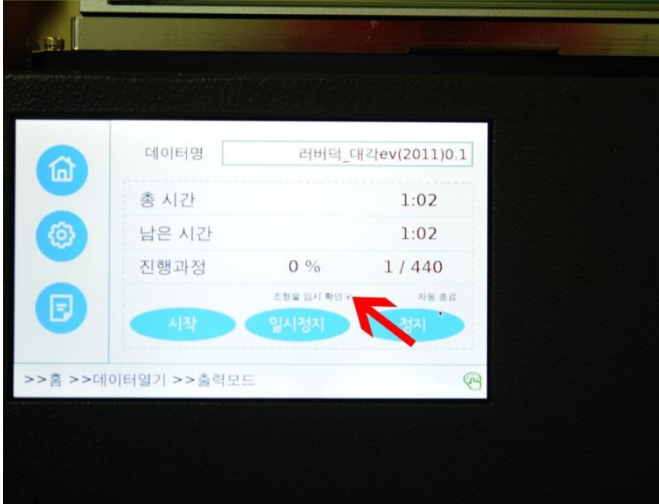 데이터명 러버덕_대각ev(2011)0.1
총 시간 1:02
남은 시간 1:02
진행과정 0 % 1 / 440
조형물 임시 확인 자동 종료
시작 일시정지 정지
>>홈 >>데이터열기 >>출력모드